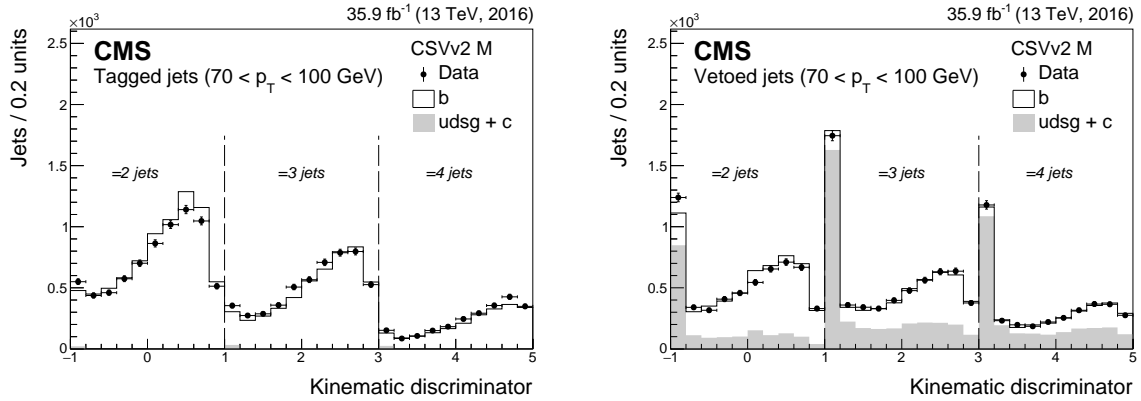 35.9 fb⁻¹ (13 TeV, 2016)
×10³
CMS
Tagged jets (70 < p_T < 100 GeV)
CSVv2 M
Data
b
udsg + c
=2 jets
=3 jets
=4 jets
Jets / 0.2 units
2.5
2
1.5
1
0.5
0
−1 0 1 2 3 4 5
Kinematic discriminator
35.9 fb⁻¹ (13 TeV, 2016)
×10³
CMS
Vetoed jets (70 < p_T < 100 GeV)
CSVv2 M
Data
b
udsg + c
=2 jets
=3 jets
=4 jets
Jets / 0.2 units
2.5
2
1.5
1
0.5
0
−1 0 1 2 3 4 5
Kinematic discriminator